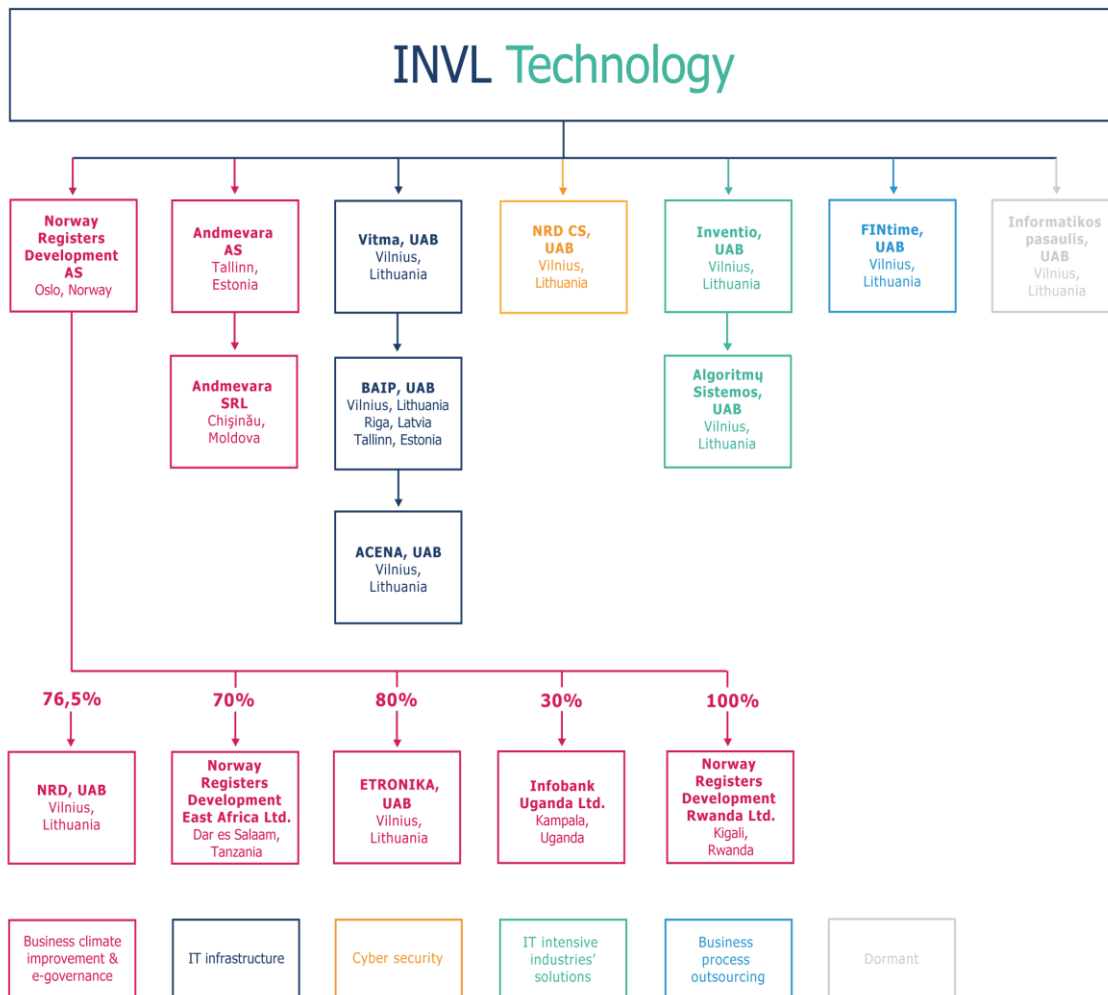 INVL Technology
Norway
Registers
Development
AS
Oslo, Norway
Andmevara
AS
Tallinn,
Estonia
Vitma, UAB
Vilnius,
Lithuania
NRD CS,
UAB
Vilnius,
Lithuania
Inventio,
UAB
Vilnius,
Lithuania
FINtime,
UAB
Vilnius,
Lithuania
Informatikos
pasaulis,
UAB
Vilnius,
Lithuania
Andmevara
SRL
Chişinău,
Moldova
BAIP, UAB
Vilnius, Lithuania
Riga, Latvia
Tallinn, Estonia
Algoritmų
Sistemos,
UAB
Vilnius,
Lithuania
ACENA, UAB
Vilnius,
Lithuania
76,5%
70%
80%
30%
100%
NRD, UAB
Vilnius,
Lithuania
Norway
Registers
Development
East Africa Ltd.
Dar es Salaam,
Tanzania
ETRONIKA,
UAB
Vilnius,
Lithuania
Infobank
Uganda Ltd.
Kampala,
Uganda
Norway
Registers
Development
Rwanda Ltd.
Kigali,
Rwanda
Business climate
improvement &
e-governance
IT infrastructure
Cyber security
IT intensive
industries’
solutions
Business
process
outsourcing
Dormant